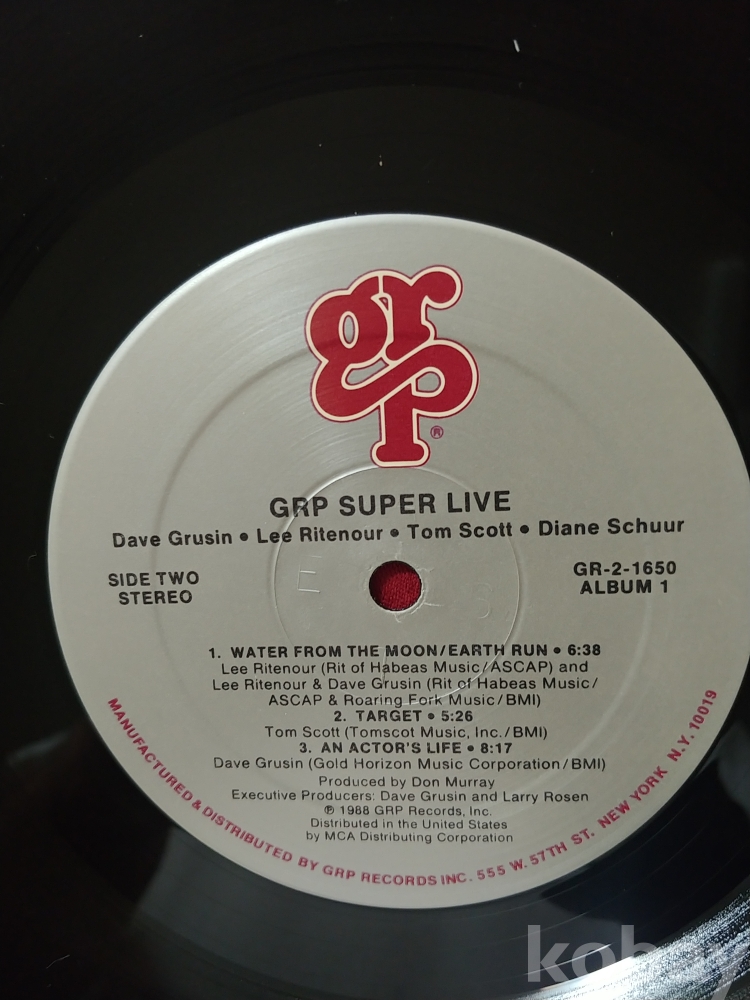 grp
®
GRP SUPER LIVE
Dave Grusin • Lee Ritenour • Tom Scott • Diane Schuur
SIDE TWO
STEREO
GR-2-1650
ALBUM 1
1. WATER FROM THE MOON/EARTH RUN • 6:38
Lee Ritenour (Rit of Habeas Music/ASCAP) and
Lee Ritenour & Dave Grusin (Rit of Habeas Music/
ASCAP & Roaring Fork Music/BMI)
2. TARGET • 5:26
Tom Scott (Tomscot Music, Inc./BMI)
3. AN ACTOR'S LIFE • 8:17
Dave Grusin (Gold Horizon Music Corporation/BMI)
Produced by Don Murray
Executive Producers: Dave Grusin and Larry Rosen
℗ 1988 GRP Records, Inc.
Distributed in the United States
by MCA Distributing Corporation
MANUFACTURED & DISTRIBUTED BY GRP RECORDS INC. 555 W. 57TH ST. NEW YORK N.Y. 10019
kobay